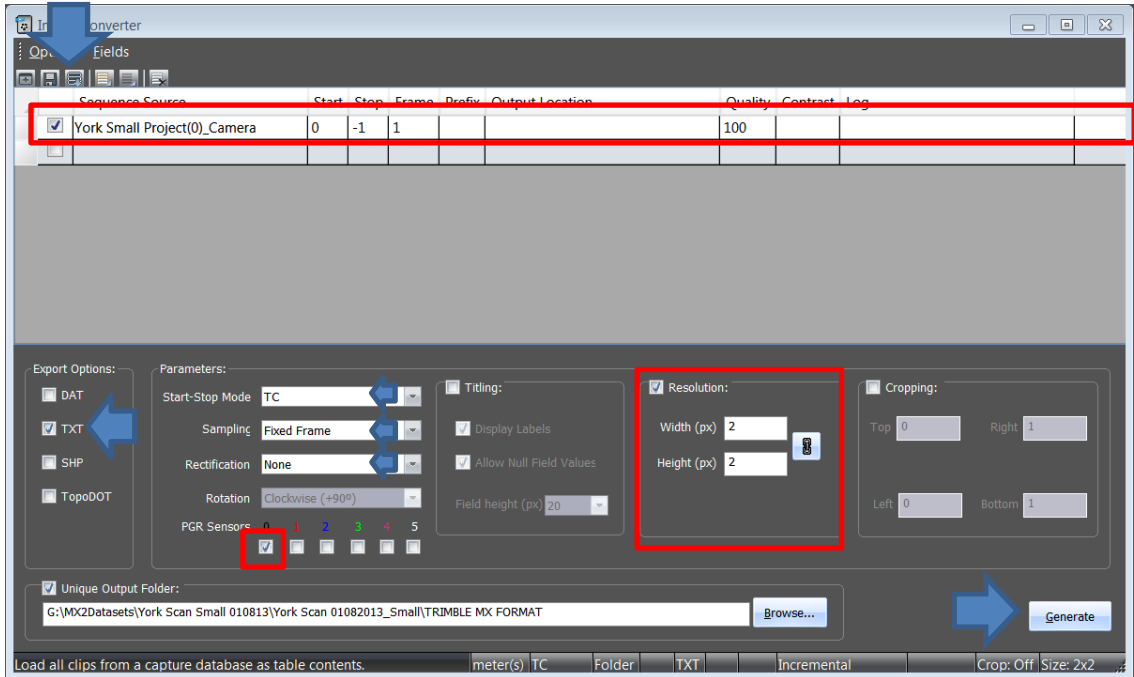 onverter
Fields
Sequence Source Start Stop Frame Prefix Output Location Quality Contrast Log
York Small Project(0)_Camera 0 -1 1 100
Export Options:
DAT
TXT
SHP
TopoDOT
Parameters:
Start-Stop Mode TC
Sampling Fixed Frame
Rectification None
Rotation Clockwise (+90º)
PGR Sensors 0 1 2 3 4 5
Titling:
Display Labels
Allow Null Field Values
Field height (px) 20
Resolution:
Width (px) 2
Height (px) 2
Cropping:
Top 0 Right 1
Left 0 Bottom 1
Unique Output Folder:
G:\MX2Datasets\York Scan Small 010813\York Scan 01082013_Small\TRIMBLE MX FORMAT Browse...
Generate
Load all clips from a capture database as table contents. meter(s) TC Folder TXT Incremental Crop: Off Size: 2x2